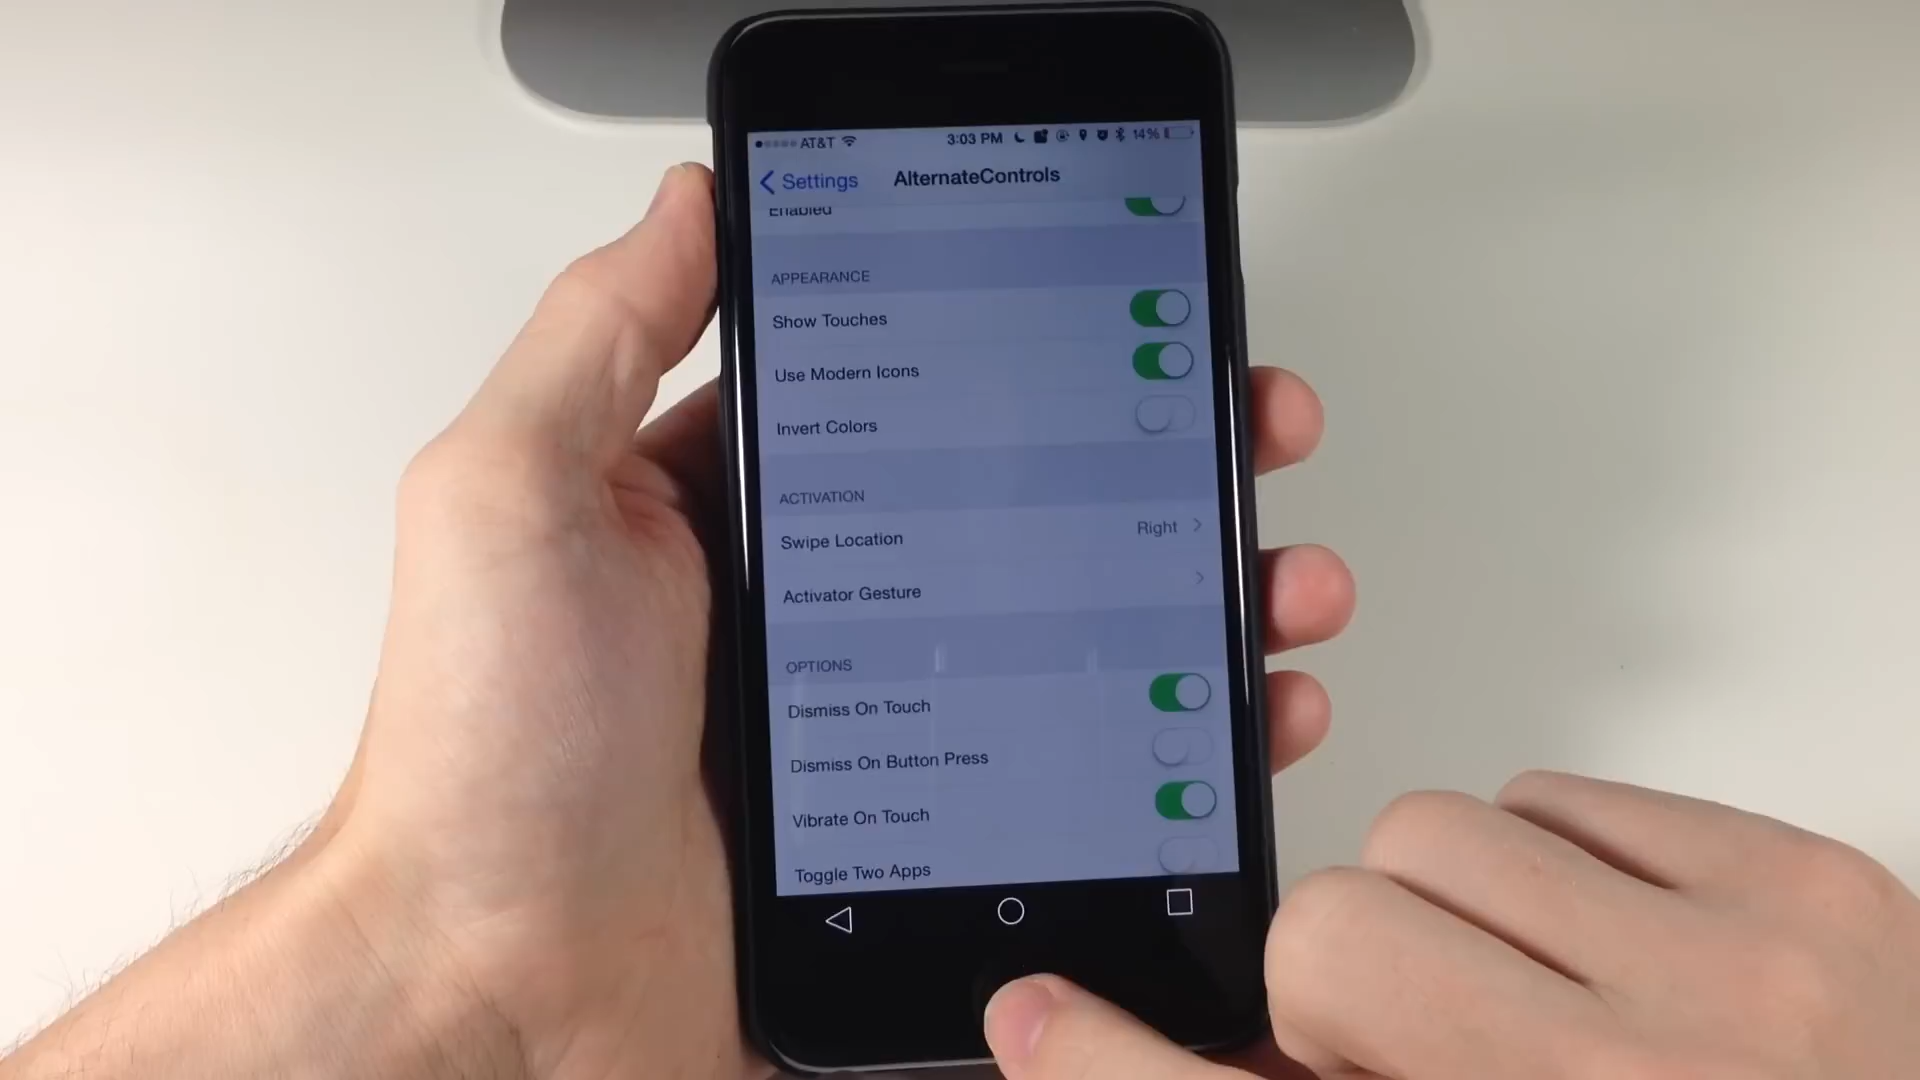 AT&T 3:03 PM 14%
Settings AlternateControls
Enabled
APPEARANCE
Show Touches
Use Modern Icons
Invert Colors
ACTIVATION
Swipe Location Right
Activator Gesture
OPTIONS
Dismiss On Touch
Dismiss On Button Press
Vibrate On Touch
Toggle Two Apps